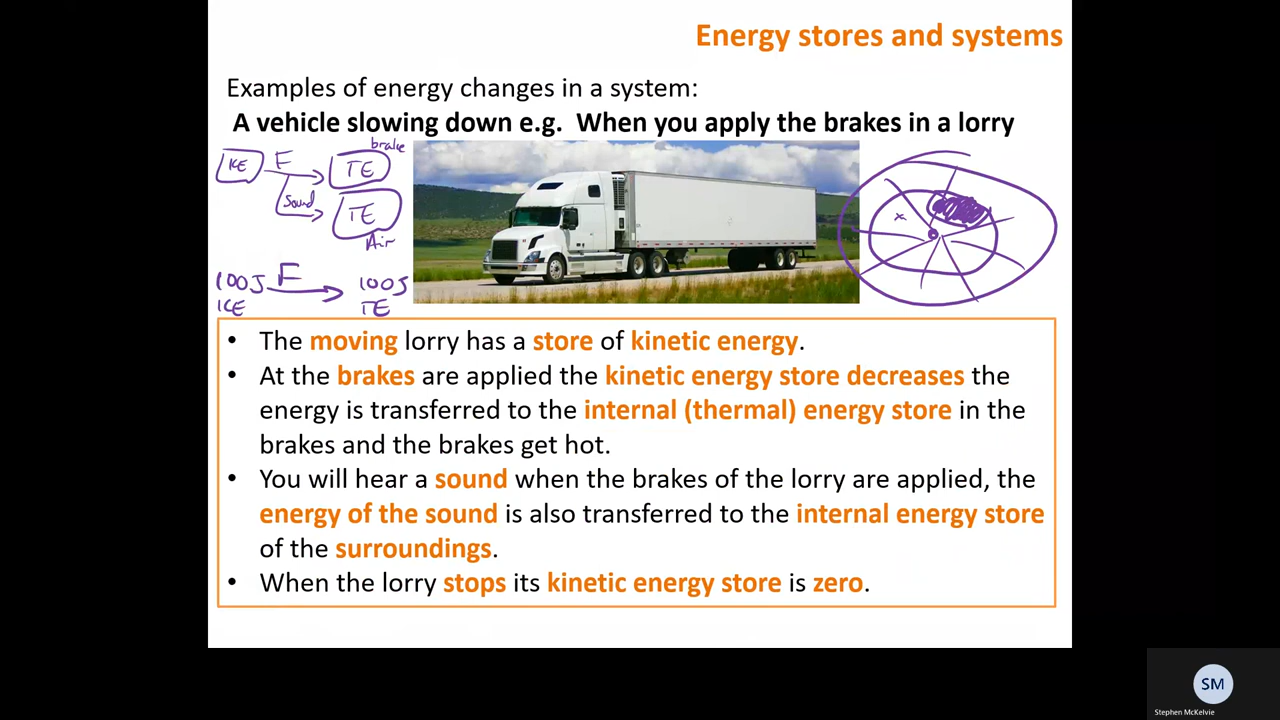 Energy stores and systems
Examples of energy changes in a system:
A vehicle slowing down e.g. When you apply the brakes in a lorry
brake
KE F TE
sound TE
Air
100J F 100J
KE TE
• The moving lorry has a store of kinetic energy.
• At the brakes are applied the kinetic energy store decreases the
energy is transferred to the internal (thermal) energy store in the
brakes and the brakes get hot.
• You will hear a sound when the brakes of the lorry are applied, the
energy of the sound is also transferred to the internal energy store
of the surroundings.
• When the lorry stops its kinetic energy store is zero.
SM
Stephen McKelvie